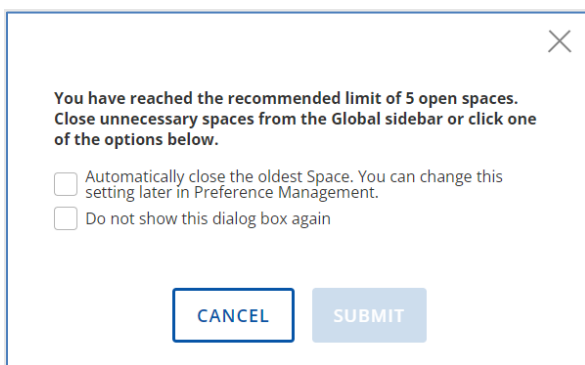 You have reached the recommended limit of 5 open spaces.
Close unnecessary spaces from the Global sidebar or click one
of the options below.
Automatically close the oldest Space. You can change this
setting later in Preference Management.
Do not show this dialog box again
CANCEL SUBMIT